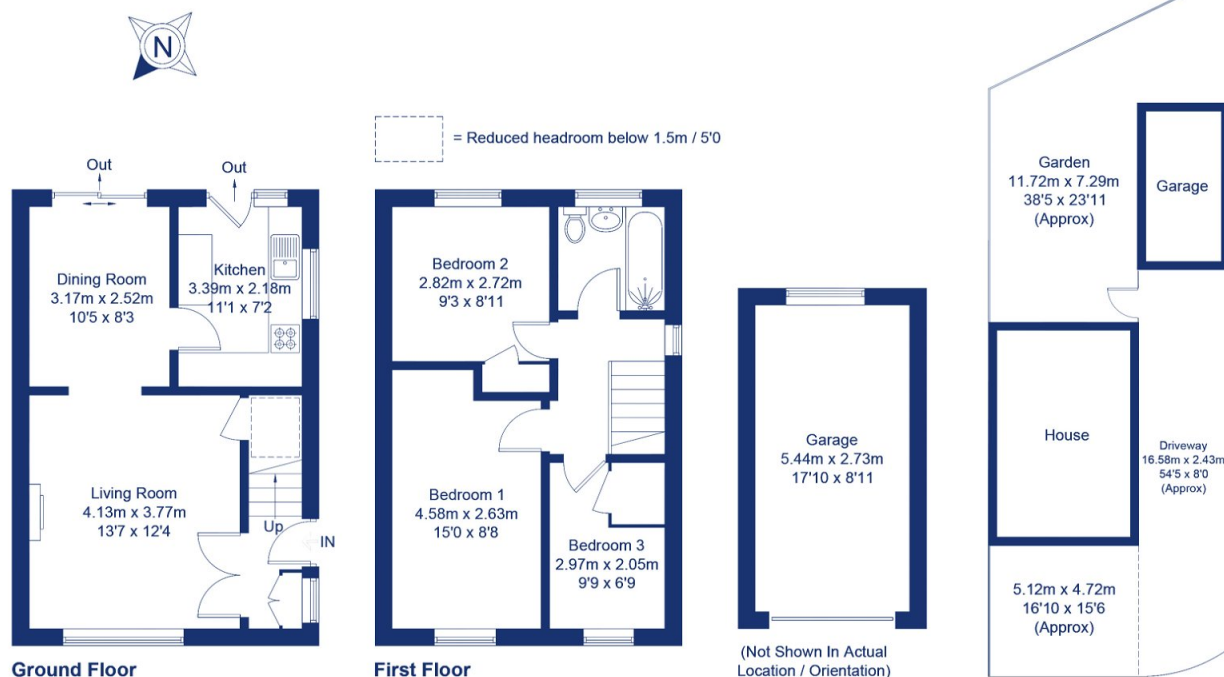 N
= Reduced headroom below 1.5m / 5'0
Out
Out
Dining Room
3.17m x 2.52m
10'5 x 8'3
Kitchen
3.39m x 2.18m
11'1 x 7'2
Living Room
4.13m x 3.77m
13'7 x 12'4
Up
IN
Ground Floor
Bedroom 2
2.82m x 2.72m
9'3 x 8'11
Bedroom 1
4.58m x 2.63m
15'0 x 8'8
Bedroom 3
2.97m x 2.05m
9'9 x 6'9
First Floor
Garage
5.44m x 2.73m
17'10 x 8'11
(Not Shown In Actual
Location / Orientation)
Garden
11.72m x 7.29m
38'5 x 23'11
(Approx)
Garage
House
Driveway
16.58m x 2.43m
54'5 x 8'0
(Approx)
5.12m x 4.72m
16'10 x 15'6
(Approx)